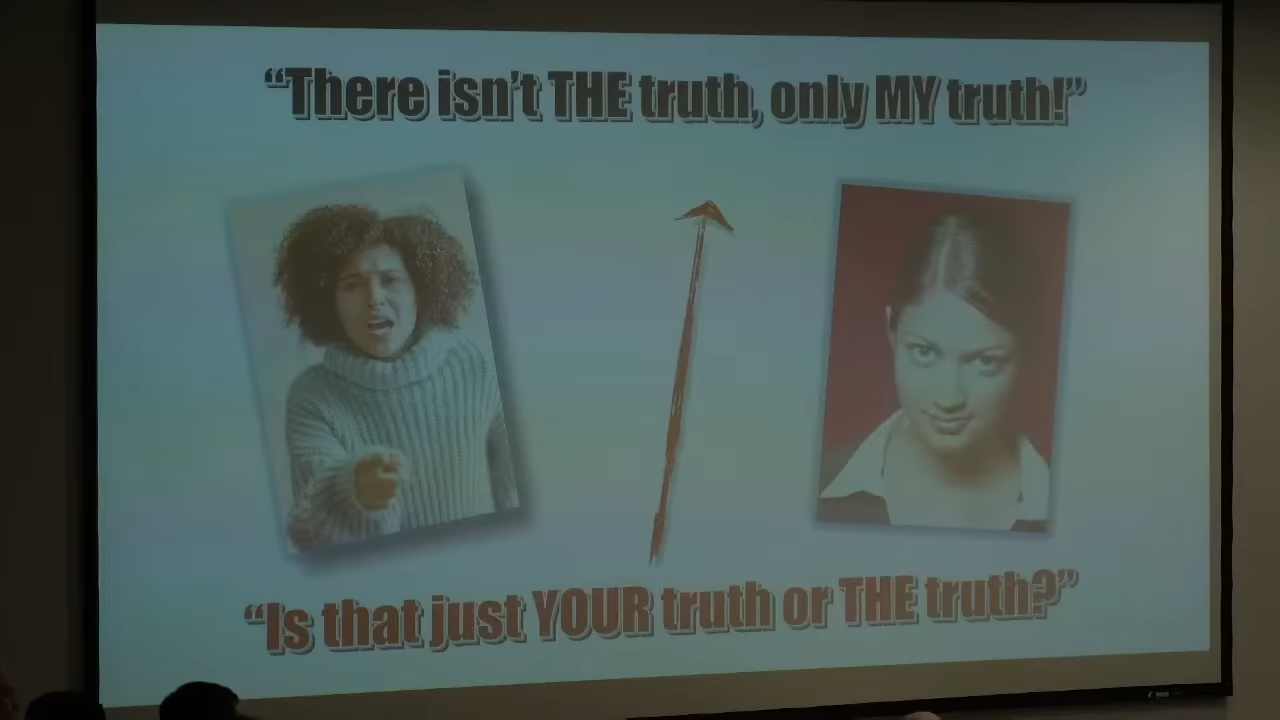 “There isn’t THE truth, only MY truth!”
“Is that just YOUR truth or THE truth?”